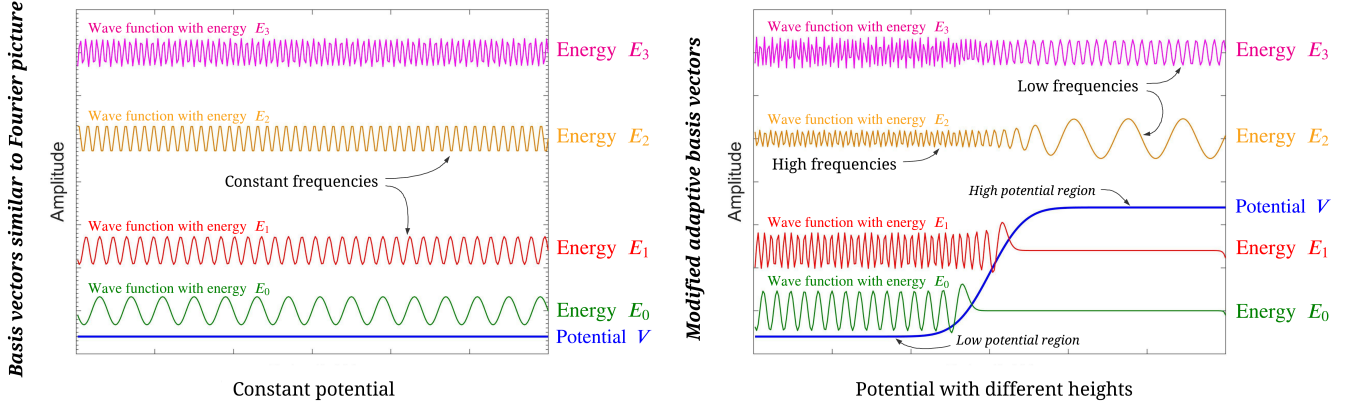 Basis vectors similar to Fourier picture
Amplitude
Wave function with energy E₃
Energy E₃
Wave function with energy E₂
Energy E₂
Constant frequencies
Wave function with energy E₁
Energy E₁
Wave function with energy E₀
Energy E₀
Potential V
Constant potential
Modified adaptive basis vectors
Amplitude
Wave function with energy E₃
Energy E₃
Low frequencies
Wave function with energy E₂
Energy E₂
High frequencies
High potential region
Potential V
Wave function with energy E₁
Energy E₁
Wave function with energy E₀
Energy E₀
Low potential region
Potential with different heights